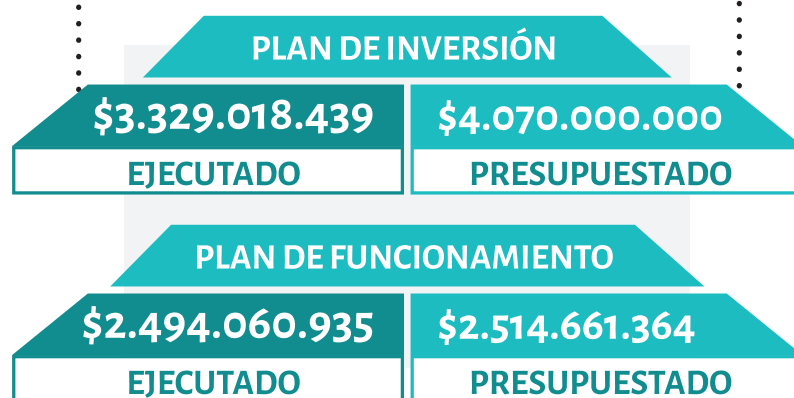 PLAN DE INVERSIÓN
$3.329.018.439 $4.070.000.000
EJECUTADO PRESUPUESTADO
PLAN DE FUNCIONAMIENTO
$2.494.060.935 $2.514.661.364
EJECUTADO PRESUPUESTADO